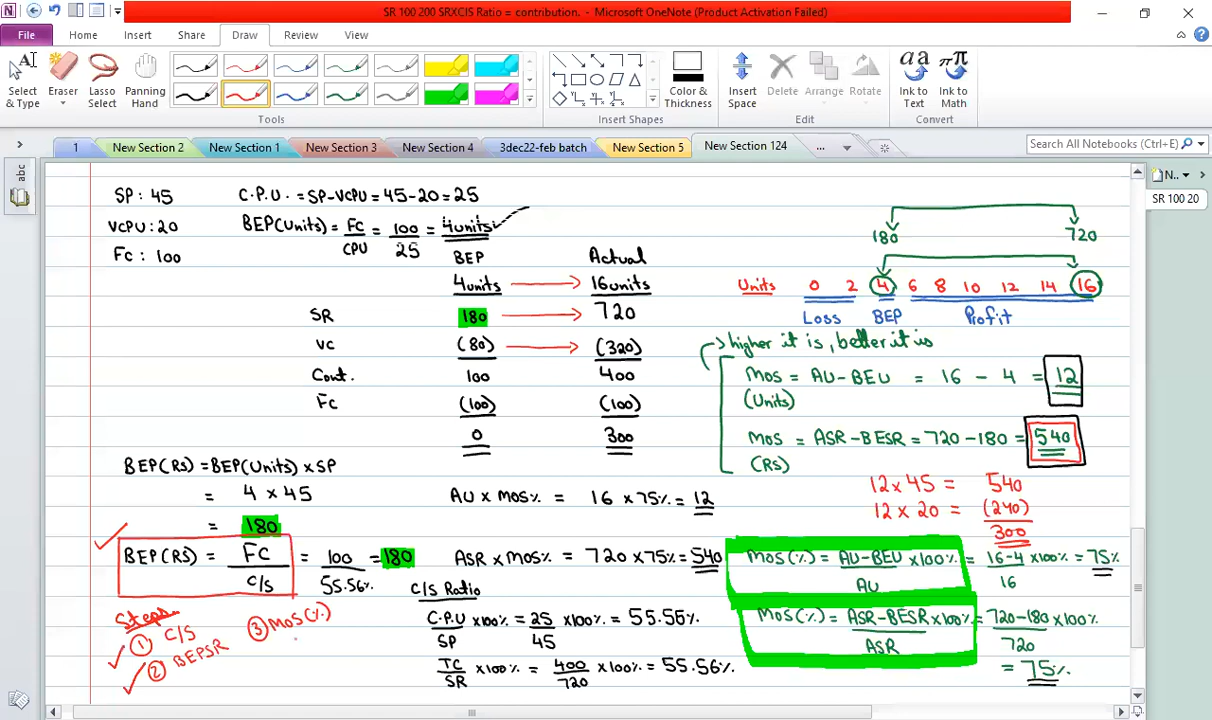 SR 100 200 SRXCIS Ratio = contribution. - Microsoft OneNote (Product Activation Failed)
File Home Insert Share Draw Review View
Select & Type
Eraser
Lasso Select
Panning Hand
Color & Thickness
Insert Space
Delete
Arrange
Rotate
Ink to Text
Ink to Math
Tools Insert Shapes Edit Convert
1 New Section 2 New Section 1 New Section 3 New Section 4 3dec22-feb batch New Section 5 New Section 124 ... Search All Notebooks (Ctrl+E)
abc
N..
SR 100 20
SP: 45 C.P.U. = SP-VCPU = 45-20 = 25
VCPU: 20 BEP(Units) = FC/CPU = 100/25 = 4units
FC: 100
BEP Actual
4units 16units
SR 180 720
VC (80) (320)
Cont. 100 400
FC (100) (100)
0 300
180 720
Units 0 2 4 6 8 10 12 14 16
Loss BEP Profit
higher it is, better it is
MOS = AU-BEU = 16 - 4 = 12
(Units)
MOS = ASR-BESR = 720-180 = 540
(RS)
12 x 45 = 540
12 x 20 = (240)
300
BEP(RS) = BEP(Units) x SP
= 4 x 45
= 180
AU x MOS% = 16 x 75% = 12
BEP(RS) = FC / C/S = 100/55.56% = 180
ASR x MOS% = 720 x 75% = 540
MOS(%) = AU-BEU/AU x 100% = 16-4/16 x 100% = 75%
C/S Ratio
C.P.U/SP x 100% = 25/45 x 100% = 55.56%
MOS(%) = ASR-BESR/ASR x 100% = 720-180/720 x 100%
= 75%
TC/SR x 100% = 400/720 x 100% = 55.56%
Steps
① C/S
② BEPSR
③ MOS(%)